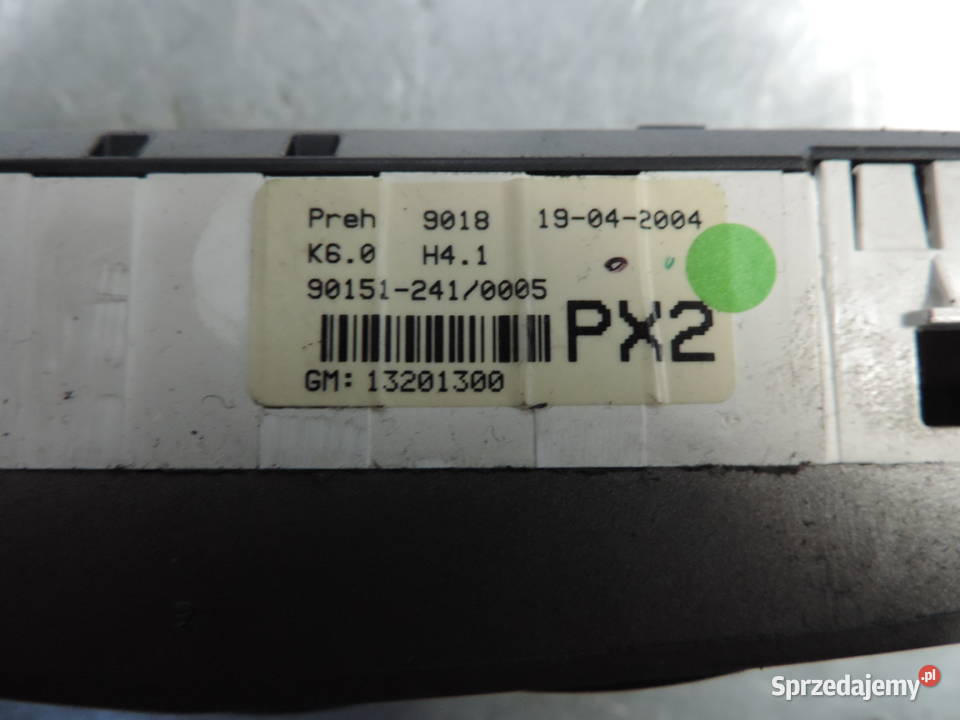 Preh 9018 19-04-2004
K6.0 H4.1
90151-241/0005
PX2
GM: 13201300
Sprzedajemy.pl